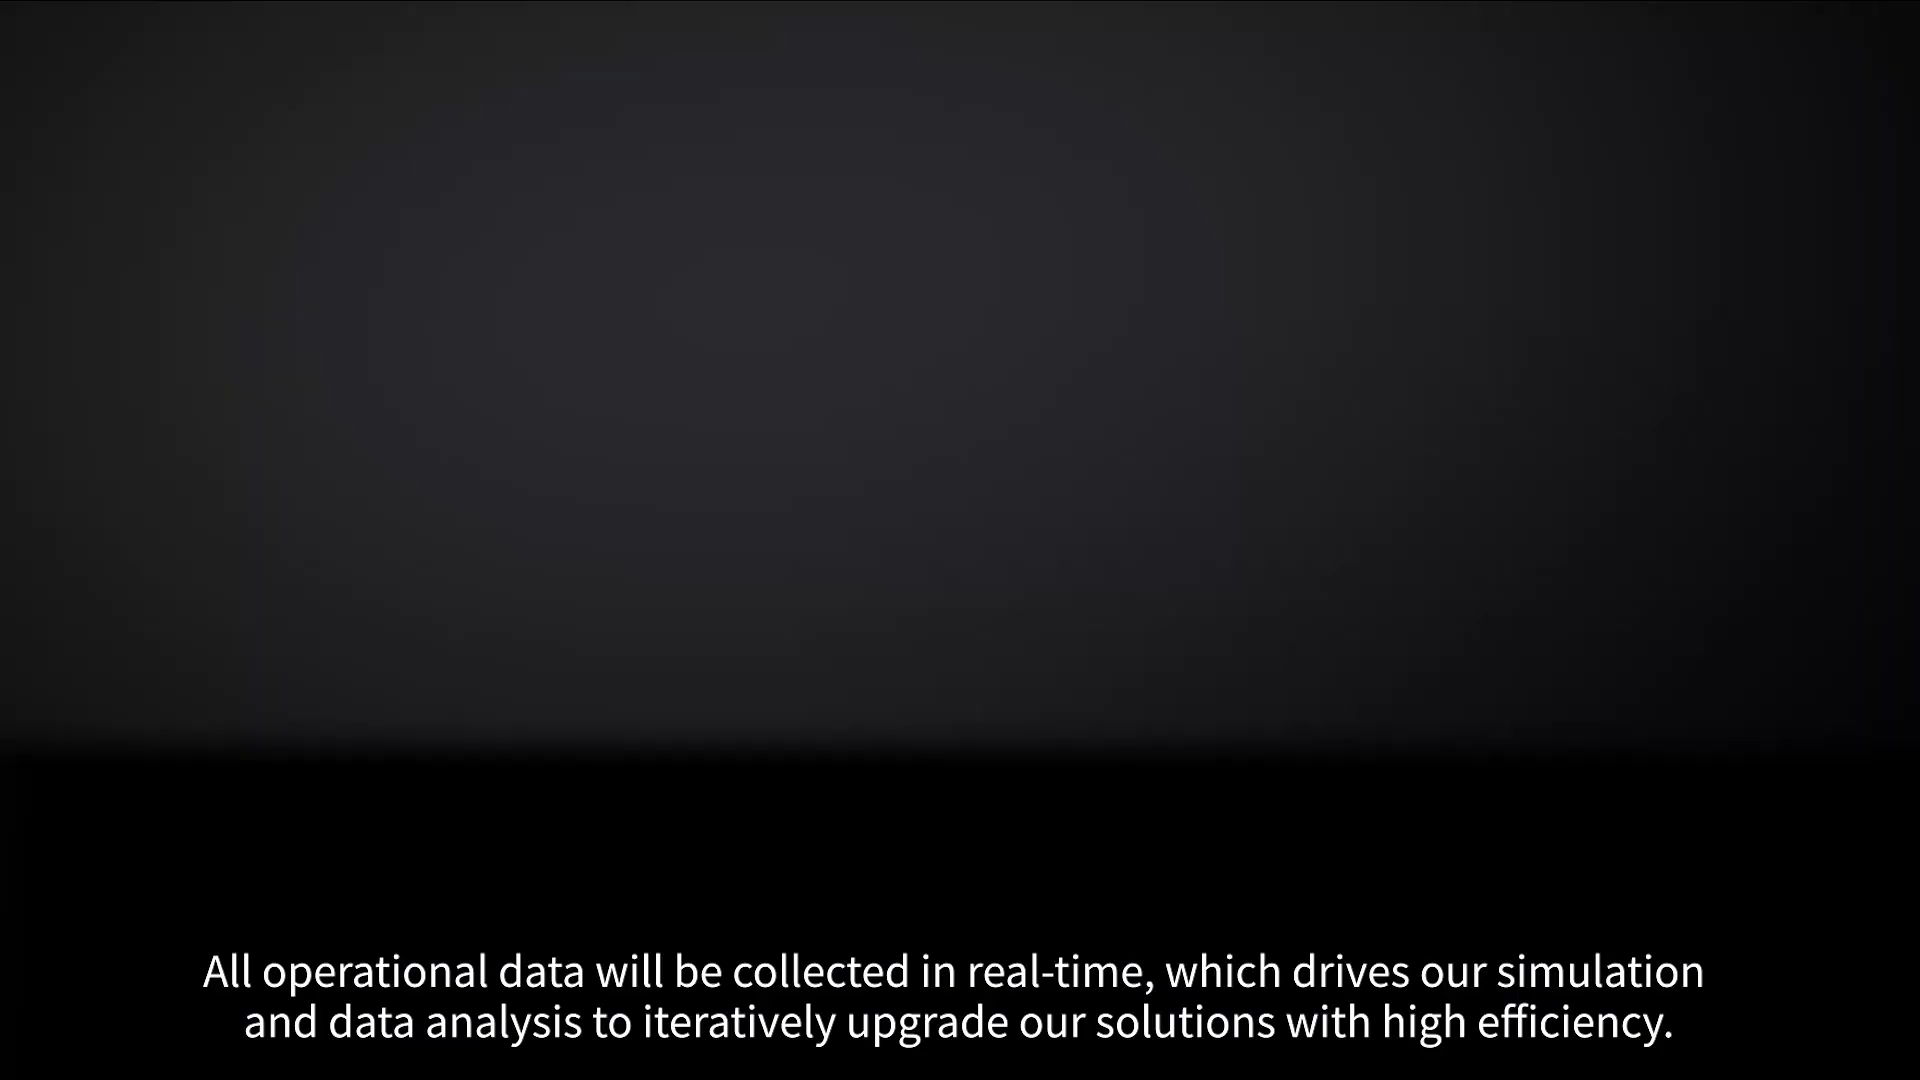 All operational data will be collected in real-time, which drives our simulation
and data analysis to iteratively upgrade our solutions with high efficiency.